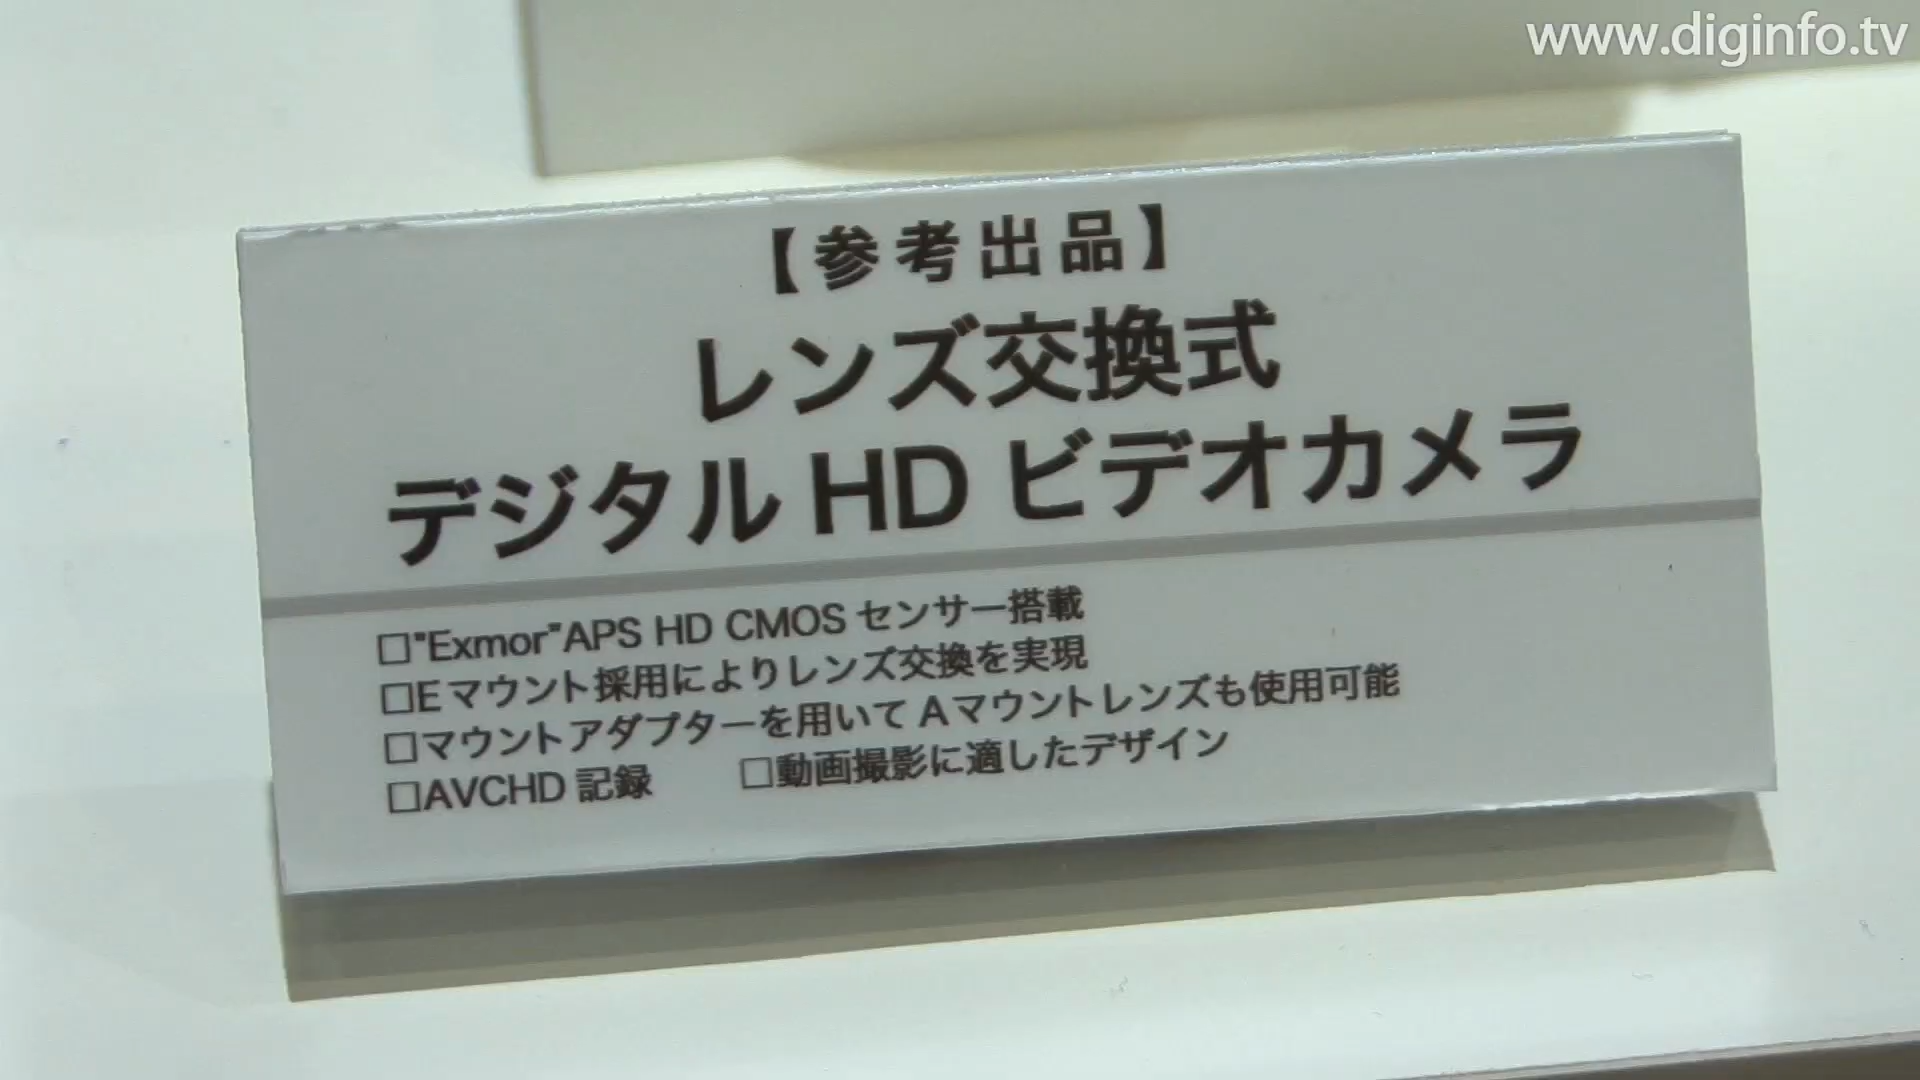 www.diginfo.tv
【参考出品】
レンズ交換式
デジタル HD ビデオカメラ
□"Exmor"APS HD CMOS センサー搭載
□E マウント採用によりレンズ交換を実現
□マウントアダプターを用いて A マウントレンズも使用可能
□AVCHD 記録　□動画撮影に適したデザイン